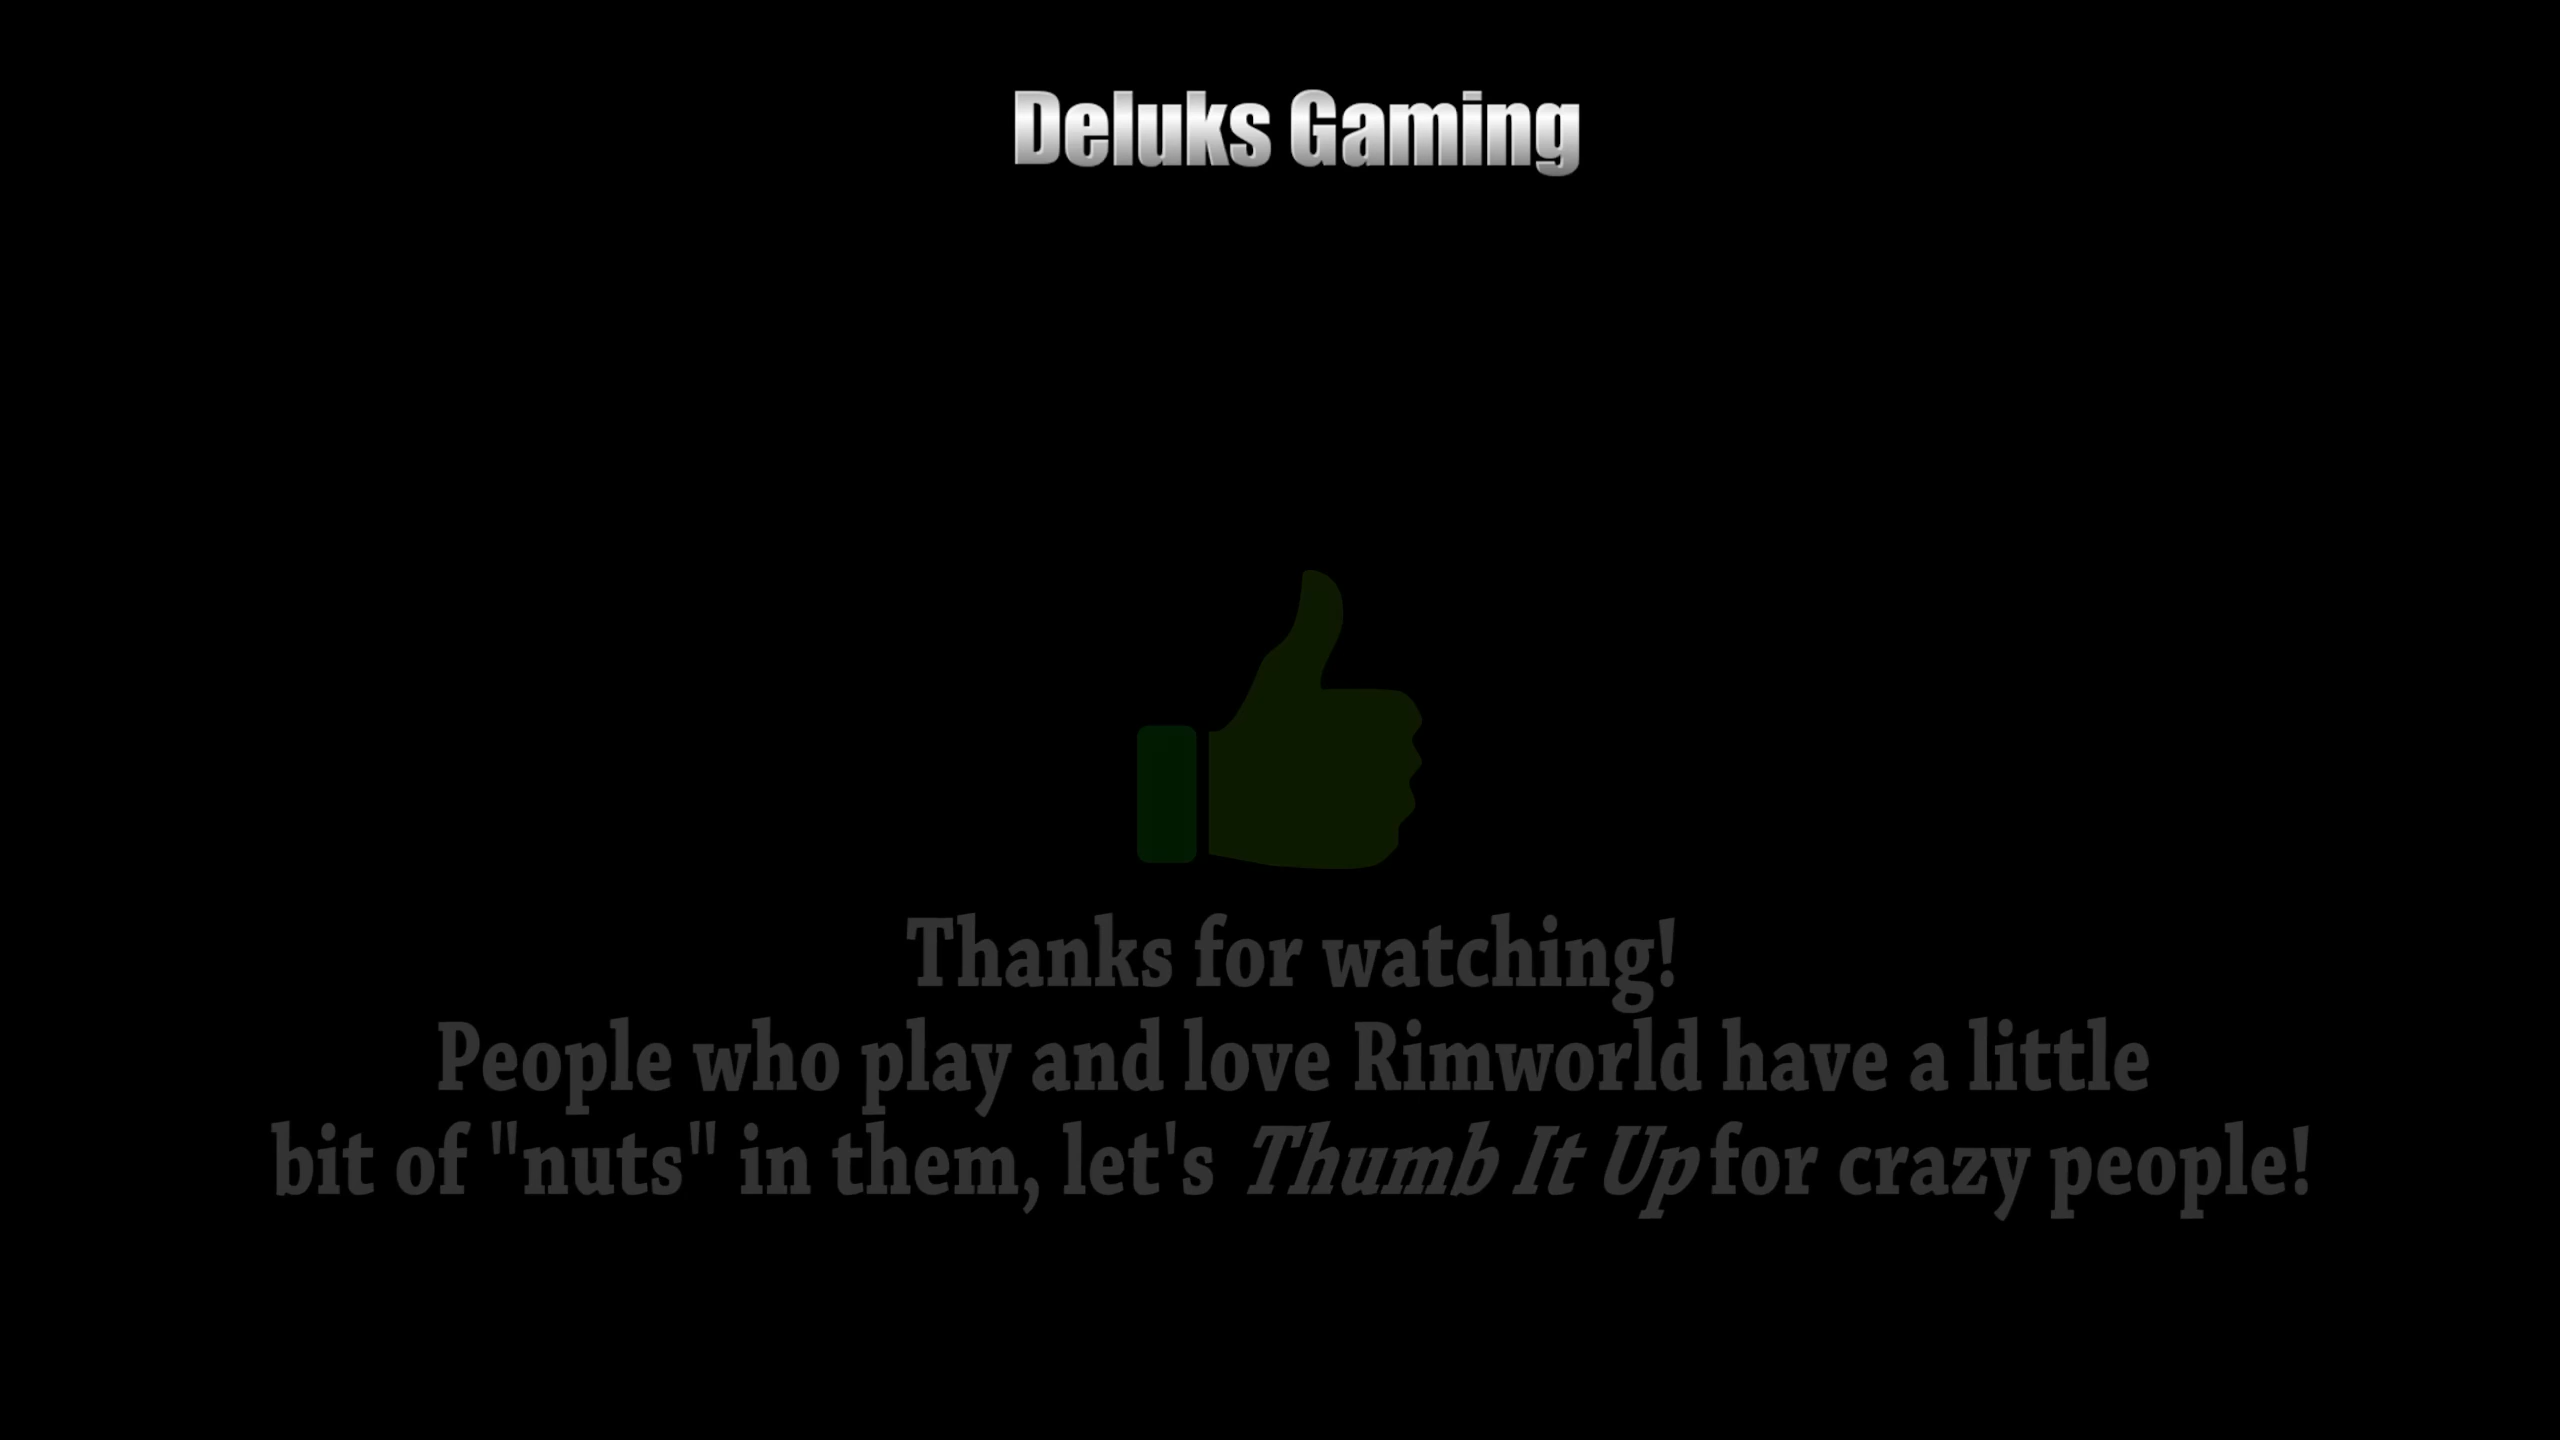 Deluks Gaming
Thanks for watching!
People who play and love Rimworld have a little
bit of "nuts" in them, let's Thumb It Up for crazy people!